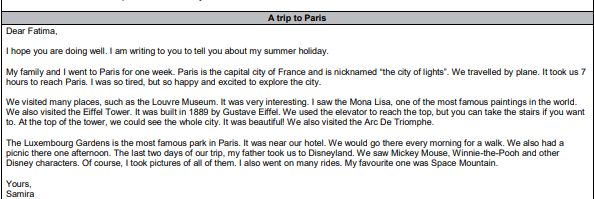 A trip to Paris
Dear Fatima,
I hope you are doing well. I am writing to you to tell you about my summer holiday.
My family and I went to Paris for one week. Paris is the capital city of France and is nicknamed “the city of lights”. We travelled by plane. It took us 7
hours to reach Paris. I was so tired, but so happy and excited to explore the city.
We visited many places, such as the Louvre Museum. It was very interesting. I saw the Mona Lisa, one of the most famous paintings in the world.
We also visited the Eiffel Tower. It was built in 1889 by Gustave Eiffel. We used the elevator to reach the top, but you can take the stairs if you want
to. At the top of the tower, we could see the whole city. It was beautiful! We also visited the Arc De Triomphe.
The Luxembourg Gardens is the most famous park in Paris. It was near our hotel. We would go there every morning for a walk. We also had a
picnic there one afternoon. The last two days of our trip, my father took us to Disneyland. We saw Mickey Mouse, Winnie-the-Pooh and other
Disney characters. Of course, I took pictures of all of them. I also went on many rides. My favourite one was Space Mountain.
Yours,
Samira